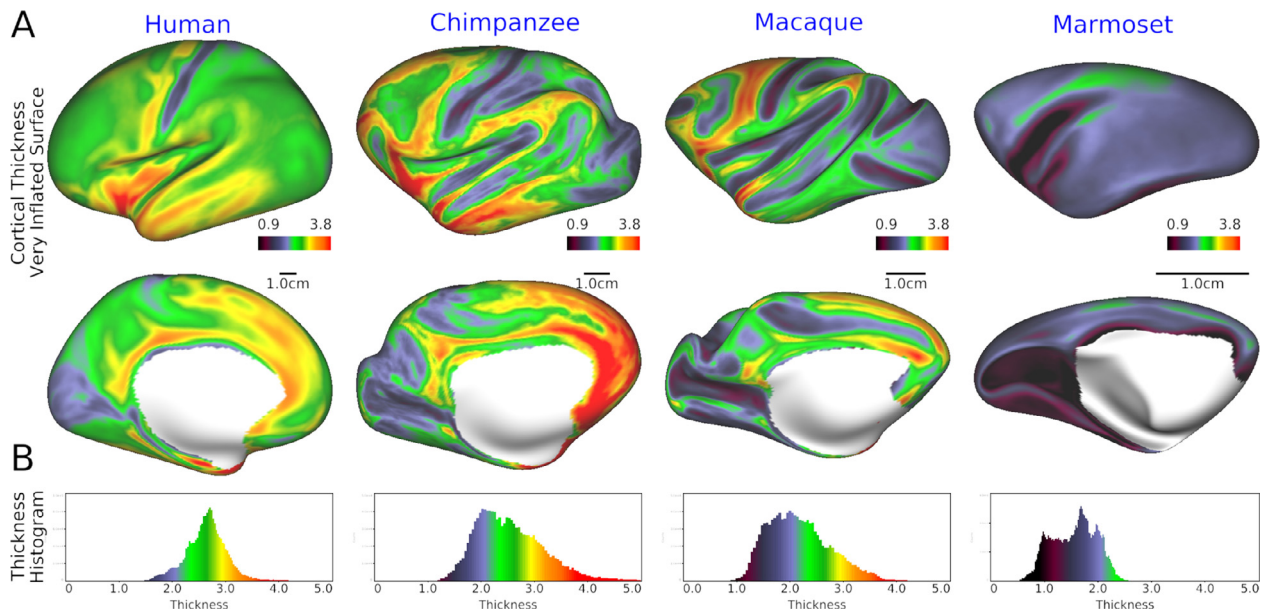 A
Human
Chimpanzee
Macaque
Marmoset
Cortical Thickness
Very Inflated Surface
0.9 3.8
0.9 3.8
0.9 3.8
0.9 3.8
1.0cm
1.0cm
1.0cm
1.0cm
B
Thickness
Histogram
0 1.0 2.0 3.0 4.0 5.0
0 1.0 2.0 3.0 4.0 5.0
0.0 1.0 2.0 3.0 4.0 5.0
0.0 1.0 2.0 3.0 4.0 5.0
Thickness
Thickness
Thickness
Thickness